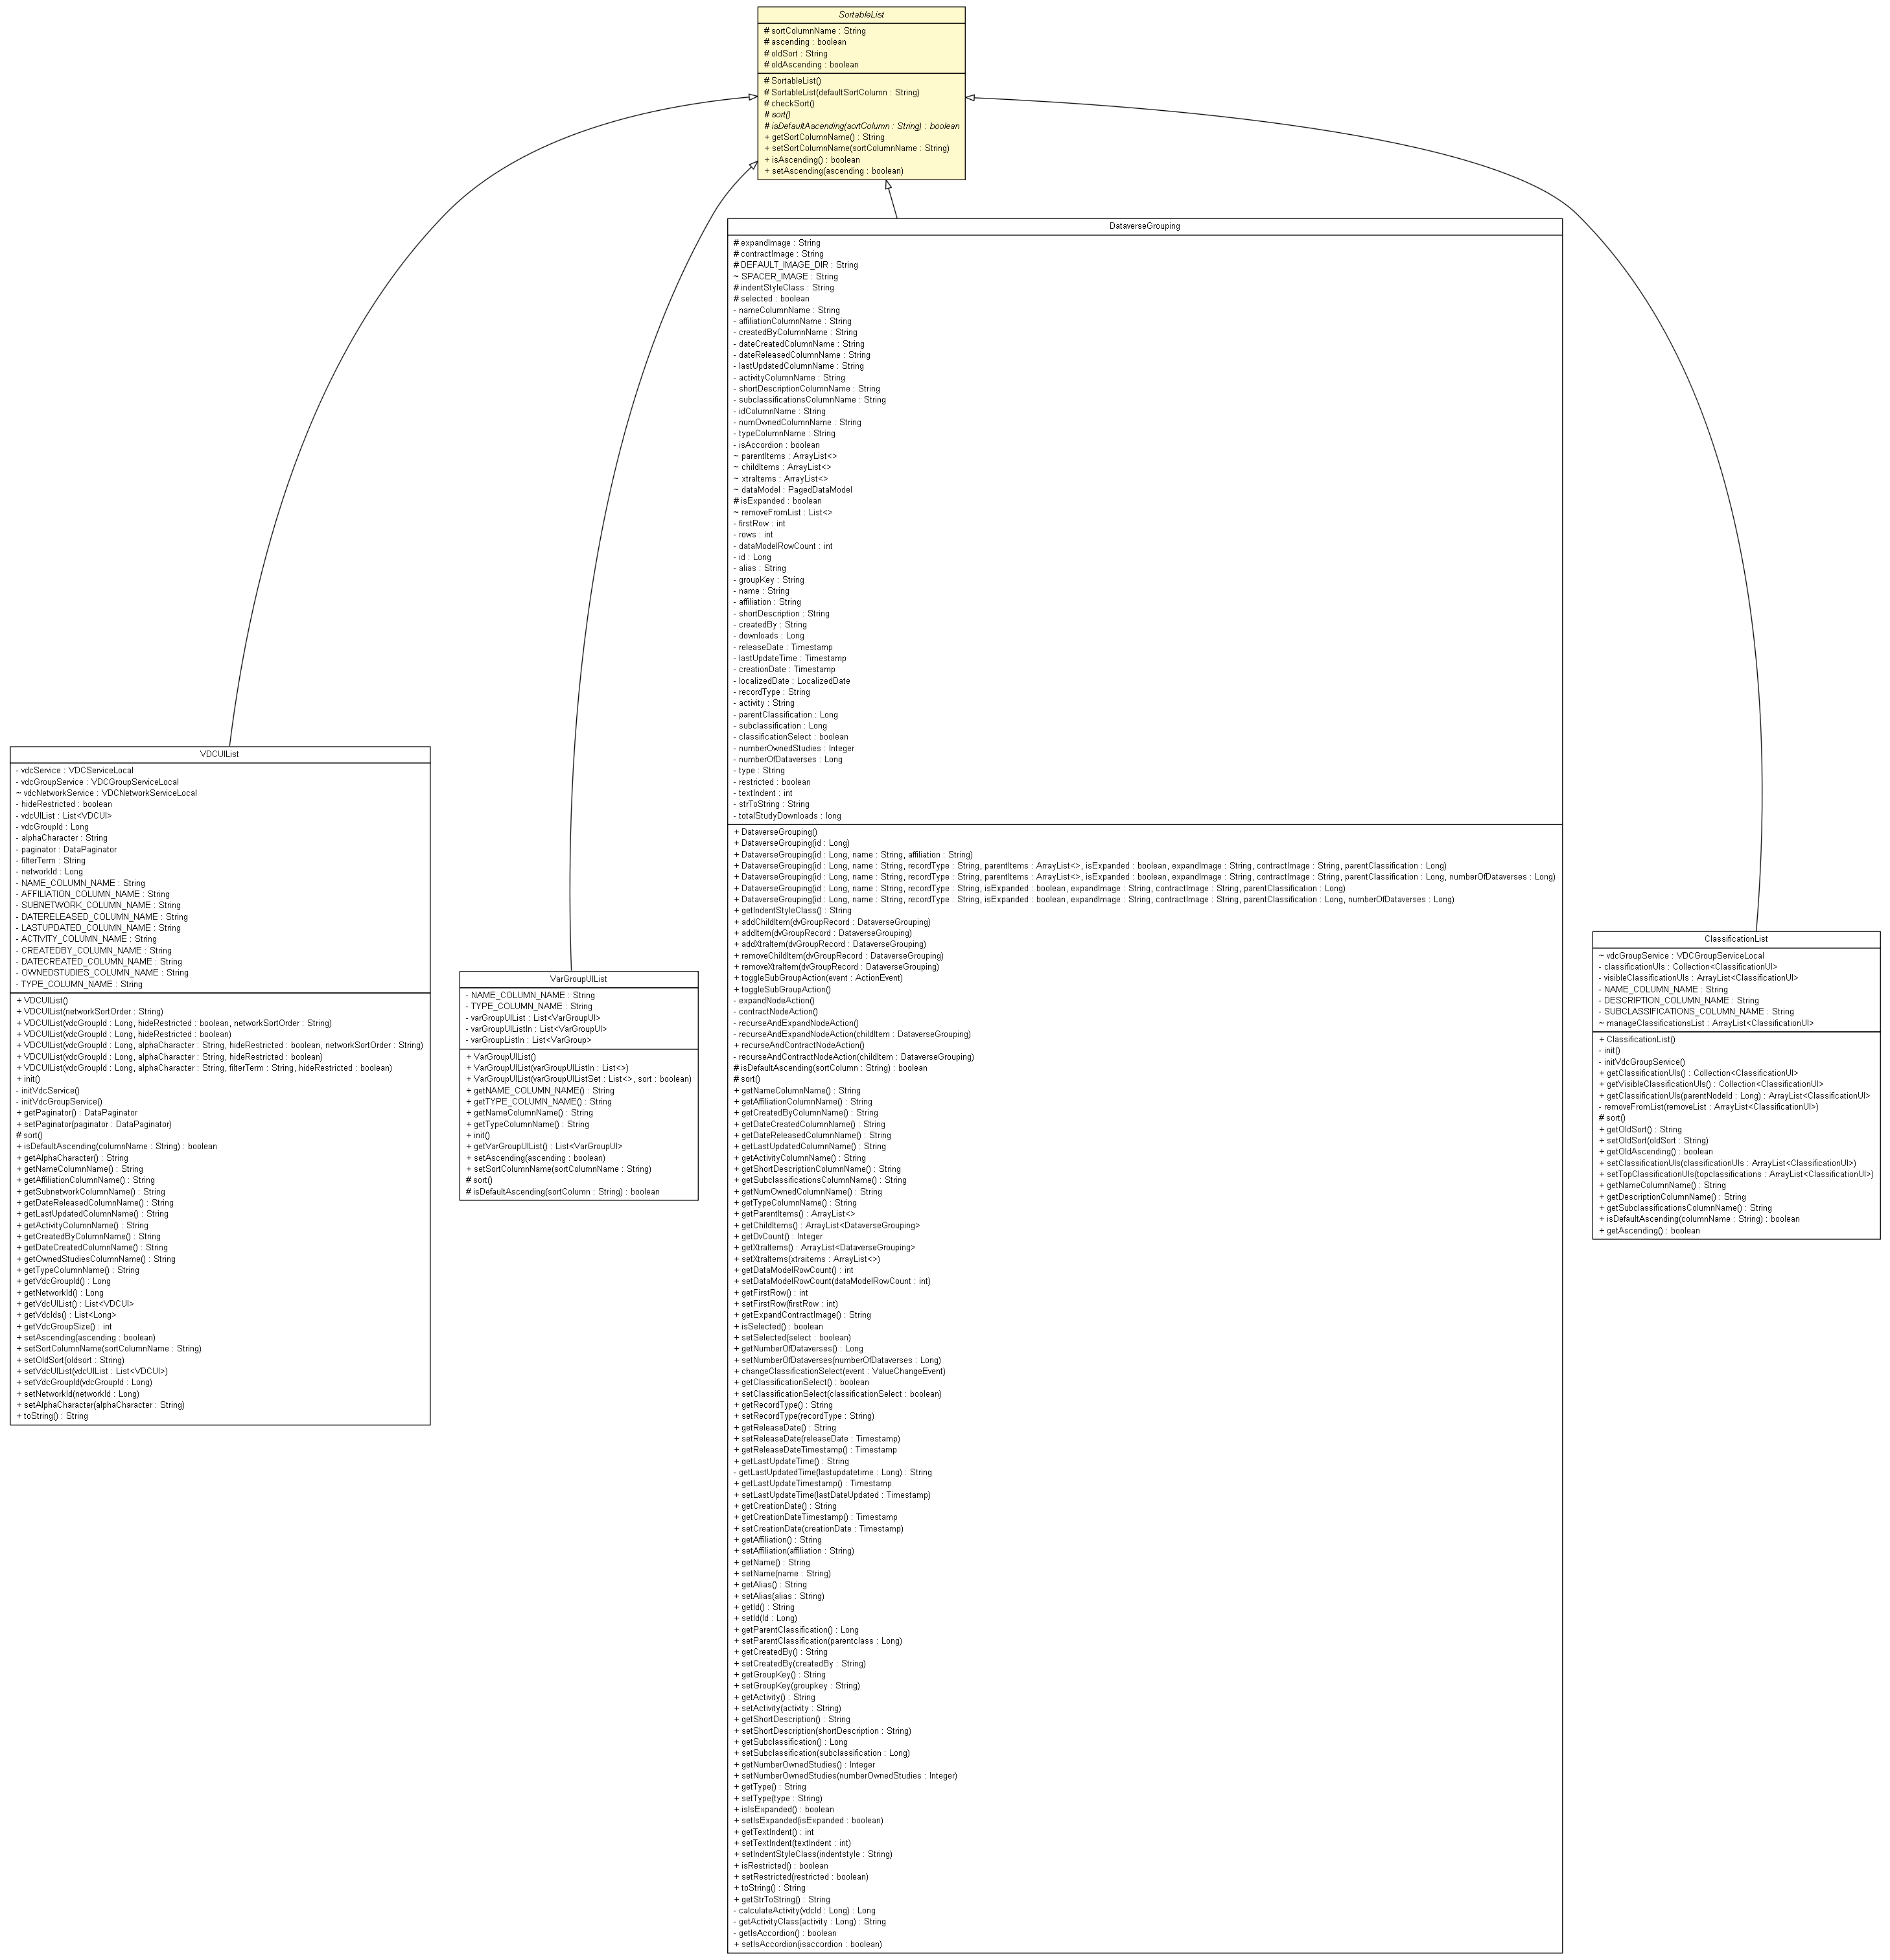 SortableList
# sortColumnName : String
# ascending : boolean
# oldSort : String
# oldAscending : boolean
# SortableList()
# SortableList(defaultSortColumn : String)
# checkSort()
# sort()
# isDefaultAscending(sortColumn : String) : boolean
+ getSortColumnName() : String
+ setSortColumnName(sortColumnName : String)
+ isAscending() : boolean
+ setAscending(ascending : boolean)
VDCUIList
- vdcService : VDCServiceLocal
- vdcGroupService : VDCGroupServiceLocal
~ vdcNetworkService : VDCNetworkServiceLocal
- hideRestricted : boolean
- vdcUIList : List<VDCUI>
- vdcGroupId : Long
- alphaCharacter : String
- paginator : DataPaginator
- filterTerm : String
- networkId : Long
- NAME_COLUMN_NAME : String
- AFFILIATION_COLUMN_NAME : String
- SUBNETWORK_COLUMN_NAME : String
- DATERELEASED_COLUMN_NAME : String
- LASTUPDATED_COLUMN_NAME : String
- ACTIVITY_COLUMN_NAME : String
- CREATEDBY_COLUMN_NAME : String
- DATECREATED_COLUMN_NAME : String
- OWNEDSTUDIES_COLUMN_NAME : String
- TYPE_COLUMN_NAME : String
+ VDCUIList()
+ VDCUIList(networkSortOrder : String)
+ VDCUIList(vdcGroupId : Long, hideRestricted : boolean, networkSortOrder : String)
+ VDCUIList(vdcGroupId : Long, hideRestricted : boolean)
+ VDCUIList(vdcGroupId : Long, alphaCharacter : String, hideRestricted : boolean, networkSortOrder : String)
+ VDCUIList(vdcGroupId : Long, alphaCharacter : String, hideRestricted : boolean)
+ VDCUIList(vdcGroupId : Long, alphaCharacter : String, filterTerm : String, hideRestricted : boolean)
+ init()
- initVdcService()
- initVdcGroupService()
+ getPaginator() : DataPaginator
+ setPaginator(paginator : DataPaginator)
# sort()
+ isDefaultAscending(columnName : String) : boolean
+ getAlphaCharacter() : String
+ getNameColumnName() : String
+ getAffiliationColumnName() : String
+ getSubnetworkColumnName() : String
+ getDateReleasedColumnName() : String
+ getLastUpdatedColumnName() : String
+ getActivityColumnName() : String
+ getCreatedByColumnName() : String
+ getDateCreatedColumnName() : String
+ getOwnedStudiesColumnName() : String
+ getTypeColumnName() : String
+ getVdcGroupId() : Long
+ getNetworkId() : Long
+ getVdcUIList() : List<VDCUI>
+ getVdcIds() : List<Long>
+ getVdcGroupSize() : int
+ setAscending(ascending : boolean)
+ setSortColumnName(sortColumnName : String)
+ setOldSort(oldsort : String)
+ setVdcUIList(vdcUIList : List<VDCUI>)
+ setVdcGroupId(vdcGroupId : Long)
+ setNetworkId(networkId : Long)
+ setAlphaCharacter(alphaCharacter : String)
+ toString() : String
VarGroupUIList
- NAME_COLUMN_NAME : String
- TYPE_COLUMN_NAME : String
- varGroupUIList : List<VarGroupUI>
- varGroupUIListIn : List<VarGroupUI>
- varGroupListIn : List<VarGroup>
+ VarGroupUIList()
+ VarGroupUIList(varGroupUIListIn : List<>)
+ VarGroupUIList(varGroupUIListSet : List<>, sort : boolean)
+ getNAME_COLUMN_NAME() : String
+ getTYPE_COLUMN_NAME() : String
+ getNameColumnName() : String
+ getTypeColumnName() : String
+ init()
+ getVarGroupUIList() : List<VarGroupUI>
+ setAscending(ascending : boolean)
+ setSortColumnName(sortColumnName : String)
# sort()
# isDefaultAscending(sortColumn : String) : boolean
DataverseGrouping
# expandImage : String
# contractImage : String
# DEFAULT_IMAGE_DIR : String
~ SPACER_IMAGE : String
# indentStyleClass : String
# selected : boolean
- nameColumnName : String
- affiliationColumnName : String
- createdByColumnName : String
- dateCreatedColumnName : String
- dateReleasedColumnName : String
- lastUpdatedColumnName : String
- activityColumnName : String
- shortDescriptionColumnName : String
- subclassificationsColumnName : String
- idColumnName : String
- numOwnedColumnName : String
- typeColumnName : String
- isAccordion : boolean
~ parentItems : ArrayList<>
~ childItems : ArrayList<>
~ xtraItems : ArrayList<>
~ dataModel : PagedDataModel
# isExpanded : boolean
~ removeFromList : List<>
- firstRow : int
- rows : int
- dataModelRowCount : int
- id : Long
- alias : String
- groupKey : String
- name : String
- affiliation : String
- shortDescription : String
- createdBy : String
- downloads : Long
- releaseDate : Timestamp
- lastUpdateTime : Timestamp
- creationDate : Timestamp
- localizedDate : LocalizedDate
- recordType : String
- activity : String
- parentClassification : Long
- subclassification : Long
- classificationSelect : boolean
- numberOwnedStudies : Integer
- numberOfDataverses : Long
- type : String
- restricted : boolean
- textIndent : int
- strToString : String
- totalStudyDownloads : long
+ DataverseGrouping()
+ DataverseGrouping(id : Long)
+ DataverseGrouping(id : Long, name : String, affiliation : String)
+ DataverseGrouping(id : Long, name : String, recordType : String, parentItems : ArrayList<>, isExpanded : boolean, expandImage : String, contractImage : String, parentClassification : Long)
+ DataverseGrouping(id : Long, name : String, recordType : String, parentItems : ArrayList<>, isExpanded : boolean, expandImage : String, contractImage : String, parentClassification : Long, numberOfDataverses : Long)
+ DataverseGrouping(id : Long, name : String, recordType : String, isExpanded : boolean, expandImage : String, contractImage : String, parentClassification : Long)
+ DataverseGrouping(id : Long, name : String, recordType : String, isExpanded : boolean, expandImage : String, contractImage : String, parentClassification : Long, numberOfDataverses : Long)
+ getIndentStyleClass() : String
+ addChildItem(dvGroupRecord : DataverseGrouping)
+ addItem(dvGroupRecord : DataverseGrouping)
+ addXtraItem(dvGroupRecord : DataverseGrouping)
+ removeChildItem(dvGroupRecord : DataverseGrouping)
+ removeXtraItem(dvGroupRecord : DataverseGrouping)
+ toggleSubGroupAction(event : ActionEvent)
+ toggleSubGroupAction()
- expandNodeAction()
- contractNodeAction()
- recurseAndExpandNodeAction()
- recurseAndExpandNodeAction(childItem : DataverseGrouping)
+ recurseAndContractNodeAction()
- recurseAndContractNodeAction(childItem : DataverseGrouping)
# isDefaultAscending(sortColumn : String) : boolean
# sort()
+ getNameColumnName() : String
+ getAffiliationColumnName() : String
+ getCreatedByColumnName() : String
+ getDateCreatedColumnName() : String
+ getDateReleasedColumnName() : String
+ getLastUpdatedColumnName() : String
+ getActivityColumnName() : String
+ getShortDescriptionColumnName() : String
+ getSubclassificationsColumnName() : String
+ getNumOwnedColumnName() : String
+ getTypeColumnName() : String
+ getParentItems() : ArrayList<>
+ getChildItems() : ArrayList<DataverseGrouping>
+ getDvCount() : Integer
+ getXtraItems() : ArrayList<DataverseGrouping>
+ setXtraItems(xtraitems : ArrayList<>)
+ getDataModelRowCount() : int
+ setDataModelRowCount(dataModelRowCount : int)
+ getFirstRow() : int
+ setFirstRow(firstRow : int)
+ getExpandContractImage() : String
+ isSelected() : boolean
+ setSelected(select : boolean)
+ getNumberOfDataverses() : Long
+ setNumberOfDataverses(numberOfDataverses : Long)
+ changeClassificationSelect(event : ValueChangeEvent)
+ getClassificationSelect() : boolean
+ setClassificationSelect(classificationSelect : boolean)
+ getRecordType() : String
+ setRecordType(recordType : String)
+ getReleaseDate() : String
+ setReleaseDate(releaseDate : Timestamp)
+ getReleaseDateTimestamp() : Timestamp
+ getLastUpdateTime() : String
- getLastUpdatedTime(lastupdatetime : Long) : String
+ getLastUpdateTimestamp() : Timestamp
+ setLastUpdateTime(lastDateUpdated : Timestamp)
+ getCreationDate() : String
+ getCreationDateTimestamp() : Timestamp
+ setCreationDate(creationDate : Timestamp)
+ getAffiliation() : String
+ setAffiliation(affiliation : String)
+ getName() : String
+ setName(name : String)
+ getAlias() : String
+ setAlias(alias : String)
+ getId() : String
+ setId(Id : Long)
+ getParentClassification() : Long
+ setParentClassification(parentclass : Long)
+ getCreatedBy() : String
+ setCreatedBy(createdBy : String)
+ getGroupKey() : String
+ setGroupKey(groupkey : String)
+ getActivity() : String
+ setActivity(activity : String)
+ getShortDescription() : String
+ setShortDescription(shortDescription : String)
+ getSubclassification() : Long
+ setSubclassification(subclassification : Long)
+ getNumberOwnedStudies() : Integer
+ setNumberOwnedStudies(numberOwnedStudies : Integer)
+ getType() : String
+ setType(type : String)
+ isIsExpanded() : boolean
+ setIsExpanded(isExpanded : boolean)
+ getTextIndent() : int
+ setTextIndent(textIndent : int)
+ setIndentStyleClass(indentstyle : String)
+ isRestricted() : boolean
+ setRestricted(restricted : boolean)
+ toString() : String
+ getStrToString() : String
- calculateActivity(vdcId : Long) : Long
- getActivityClass(activity : Long) : String
- getIsAccordion() : boolean
+ setIsAccordion(isaccordion : boolean)
ClassificationList
~ vdcGroupService : VDCGroupServiceLocal
- classificationUIs : Collection<ClassificationUI>
- visibleClassificationUIs : ArrayList<ClassificationUI>
- NAME_COLUMN_NAME : String
- DESCRIPTION_COLUMN_NAME : String
- SUBCLASSIFICATIONS_COLUMN_NAME : String
~ manageClassificationsList : ArrayList<ClassificationUI>
+ ClassificationList()
- init()
- initVdcGroupService()
+ getClassificationUIs() : Collection<ClassificationUI>
+ getVisibleClassificationUIs() : Collection<ClassificationUI>
+ getClassificationUIs(parentNodeId : Long) : ArrayList<ClassificationUI>
- removeFromList(removeList : ArrayList<ClassificationUI>)
# sort()
+ getOldSort() : String
+ setOldSort(oldSort : String)
+ getOldAscending() : boolean
+ setClassificationUIs(classificationUIs : ArrayList<ClassificationUI>)
+ setTopClassificationUIs(topclassifications : ArrayList<ClassificationUI>)
+ getNameColumnName() : String
+ getDescriptionColumnName() : String
+ getSubclassificationsColumnName() : String
+ isDefaultAscending(columnName : String) : boolean
+ getAscending() : boolean